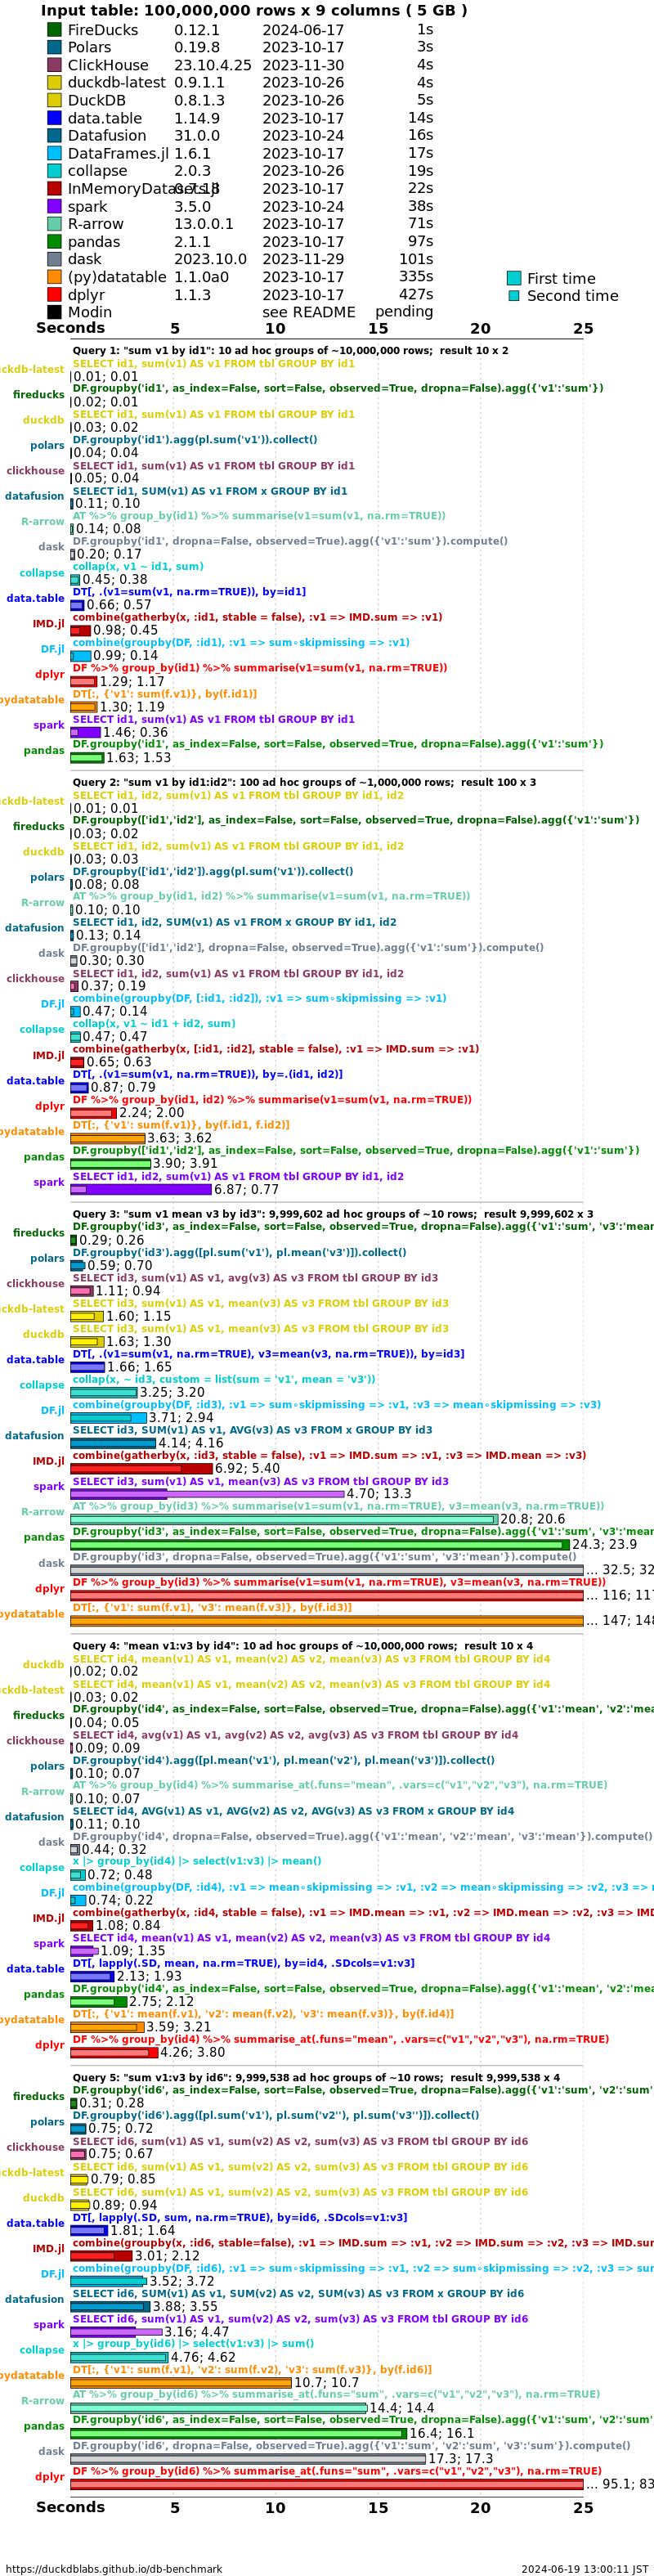 Input table: 100,000,000 rows x 9 columns ( 5 GB )
FireDucks 0.12.1 2024-06-17 1s
Polars 0.19.8 2023-10-17 3s
ClickHouse 23.10.4.25 2023-11-30 4s
duckdb-latest 0.9.1.1 2023-10-26 4s
DuckDB 0.8.1.3 2023-10-26 5s
data.table 1.14.9 2023-10-17 14s
Datafusion 31.0.0 2023-10-24 16s
DataFrames.jl 1.6.1 2023-10-17 17s
collapse 2.0.3 2023-10-26 19s
InMemoryDatasets.jl 0.7.18 2023-10-17 22s
spark 3.5.0 2023-10-24 38s
R-arrow 13.0.0.1 2023-10-17 71s
pandas 2.1.1 2023-10-17 97s
dask 2023.10.0 2023-11-29 101s
(py)datatable 1.1.0a0 2023-10-17 335s
dplyr 1.1.3 2023-10-17 427s
Modin see README pending
First time
Second time
Seconds 5 10 15 20 25
Query 1: "sum v1 by id1": 10 ad hoc groups of ~10,000,000 rows; result 10 x 2
SELECT id1, sum(v1) AS v1 FROM tbl GROUP BY id1
uckdb-latest 0.01; 0.01
DF.groupby('id1', as_index=False, sort=False, observed=True, dropna=False).agg({'v1':'sum'})
fireducks 0.02; 0.01
SELECT id1, sum(v1) AS v1 FROM tbl GROUP BY id1
duckdb 0.03; 0.02
DF.groupby('id1').agg(pl.sum('v1')).collect()
polars 0.04; 0.04
SELECT id1, sum(v1) AS v1 FROM tbl GROUP BY id1
clickhouse 0.05; 0.04
SELECT id1, SUM(v1) AS v1 FROM x GROUP BY id1
datafusion 0.11; 0.10
AT %>% group_by(id1) %>% summarise(v1=sum(v1, na.rm=TRUE))
R-arrow 0.14; 0.08
DF.groupby('id1', dropna=False, observed=True).agg({'v1':'sum'}).compute()
dask 0.20; 0.17
collap(x, v1 ~ id1, sum)
collapse 0.45; 0.38
DT[, .(v1=sum(v1, na.rm=TRUE)), by=id1]
data.table 0.66; 0.57
combine(gatherby(x, :id1, stable = false), :v1 => IMD.sum => :v1)
IMD.jl 0.98; 0.45
combine(groupby(DF, :id1), :v1 => sum∘skipmissing => :v1)
DF.jl 0.99; 0.14
DF %>% group_by(id1) %>% summarise(v1=sum(v1, na.rm=TRUE))
dplyr 1.29; 1.17
DT[:, {'v1': sum(f.v1)}, by(f.id1)]
pydatatable 1.30; 1.19
SELECT id1, sum(v1) AS v1 FROM tbl GROUP BY id1
spark 1.46; 0.36
DF.groupby('id1', as_index=False, sort=False, observed=True, dropna=False).agg({'v1':'sum'})
pandas 1.63; 1.53
Query 2: "sum v1 by id1:id2": 100 ad hoc groups of ~1,000,000 rows; result 100 x 3
SELECT id1, id2, sum(v1) AS v1 FROM tbl GROUP BY id1, id2
uckdb-latest 0.01; 0.01
DF.groupby(['id1','id2'], as_index=False, sort=False, observed=True, dropna=False).agg({'v1':'sum'})
fireducks 0.03; 0.02
SELECT id1, id2, sum(v1) AS v1 FROM tbl GROUP BY id1, id2
duckdb 0.03; 0.03
DF.groupby(['id1','id2']).agg(pl.sum('v1')).collect()
polars 0.08; 0.08
AT %>% group_by(id1, id2) %>% summarise(v1=sum(v1, na.rm=TRUE))
R-arrow 0.10; 0.10
SELECT id1, id2, SUM(v1) AS v1 FROM x GROUP BY id1, id2
datafusion 0.13; 0.14
DF.groupby(['id1','id2'], dropna=False, observed=True).agg({'v1':'sum'}).compute()
dask 0.30; 0.30
SELECT id1, id2, sum(v1) AS v1 FROM tbl GROUP BY id1, id2
clickhouse 0.37; 0.19
combine(groupby(DF, [:id1, :id2]), :v1 => sum∘skipmissing => :v1)
DF.jl 0.47; 0.14
collap(x, v1 ~ id1 + id2, sum)
collapse 0.47; 0.47
combine(gatherby(x, [:id1, :id2], stable = false), :v1 => IMD.sum => :v1)
IMD.jl 0.65; 0.63
DT[, .(v1=sum(v1, na.rm=TRUE)), by=.(id1, id2)]
data.table 0.87; 0.79
DF %>% group_by(id1, id2) %>% summarise(v1=sum(v1, na.rm=TRUE))
dplyr 2.24; 2.00
DT[:, {'v1': sum(f.v1)}, by(f.id1, f.id2)]
pydatatable 3.63; 3.62
DF.groupby(['id1','id2'], as_index=False, sort=False, observed=True, dropna=False).agg({'v1':'sum'})
pandas 3.90; 3.91
SELECT id1, id2, sum(v1) AS v1 FROM tbl GROUP BY id1, id2
spark 6.87; 0.77
Query 3: "sum v1 mean v3 by id3": 9,999,602 ad hoc groups of ~10 rows; result 9,999,602 x 3
DF.groupby('id3', as_index=False, sort=False, observed=True, dropna=False).agg({'v1':'sum', 'v3':'mean
fireducks 0.29; 0.26
DF.groupby('id3').agg([pl.sum('v1'), pl.mean('v3')]).collect()
polars 0.59; 0.70
SELECT id3, sum(v1) AS v1, avg(v3) AS v3 FROM tbl GROUP BY id3
clickhouse 1.11; 0.94
SELECT id3, sum(v1) AS v1, mean(v3) AS v3 FROM tbl GROUP BY id3
uckdb-latest 1.60; 1.15
SELECT id3, sum(v1) AS v1, mean(v3) AS v3 FROM tbl GROUP BY id3
duckdb 1.63; 1.30
DT[, .(v1=sum(v1, na.rm=TRUE), v3=mean(v3, na.rm=TRUE)), by=id3]
data.table 1.66; 1.65
collap(x, ~ id3, custom = list(sum = 'v1', mean = 'v3'))
collapse 3.25; 3.20
combine(groupby(DF, :id3), :v1 => sum∘skipmissing => :v1, :v3 => mean∘skipmissing => :v3)
DF.jl 3.71; 2.94
SELECT id3, SUM(v1) AS v1, AVG(v3) AS v3 FROM x GROUP BY id3
datafusion 4.14; 4.16
combine(gatherby(x, :id3, stable = false), :v1 => IMD.sum => :v1, :v3 => IMD.mean => :v3)
IMD.jl 6.92; 5.40
SELECT id3, sum(v1) AS v1, mean(v3) AS v3 FROM tbl GROUP BY id3
spark 4.70; 13.3
AT %>% group_by(id3) %>% summarise(v1=sum(v1, na.rm=TRUE), v3=mean(v3, na.rm=TRUE))
R-arrow 20.8; 20.6
DF.groupby('id3', as_index=False, sort=False, observed=True, dropna=False).agg({'v1':'sum', 'v3':'mean
pandas 24.3; 23.9
DF.groupby('id3', dropna=False, observed=True).agg({'v1':'sum', 'v3':'mean'}).compute()
dask ... 32.5; 32
DF %>% group_by(id3) %>% summarise(v1=sum(v1, na.rm=TRUE), v3=mean(v3, na.rm=TRUE))
dplyr ... 116; 117
DT[:, {'v1': sum(f.v1), 'v3': mean(f.v3)}, by(f.id3)]
pydatatable ... 147; 148
Query 4: "mean v1:v3 by id4": 10 ad hoc groups of ~10,000,000 rows; result 10 x 4
SELECT id4, mean(v1) AS v1, mean(v2) AS v2, mean(v3) AS v3 FROM tbl GROUP BY id4
duckdb 0.02; 0.02
SELECT id4, mean(v1) AS v1, mean(v2) AS v2, mean(v3) AS v3 FROM tbl GROUP BY id4
uckdb-latest 0.03; 0.02
DF.groupby('id4', as_index=False, sort=False, observed=True, dropna=False).agg({'v1':'mean', 'v2':'mea
fireducks 0.04; 0.05
SELECT id4, avg(v1) AS v1, avg(v2) AS v2, avg(v3) AS v3 FROM tbl GROUP BY id4
clickhouse 0.09; 0.09
DF.groupby('id4').agg([pl.mean('v1'), pl.mean('v2'), pl.mean('v3')]).collect()
polars 0.10; 0.07
AT %>% group_by(id4) %>% summarise_at(.funs="mean", .vars=c("v1","v2","v3"), na.rm=TRUE)
R-arrow 0.10; 0.07
SELECT id4, AVG(v1) AS v1, AVG(v2) AS v2, AVG(v3) AS v3 FROM x GROUP BY id4
datafusion 0.11; 0.10
DF.groupby('id4', dropna=False, observed=True).agg({'v1':'mean', 'v2':'mean', 'v3':'mean'}).compute()
dask 0.44; 0.32
x |> group_by(id4) |> select(v1:v3) |> mean()
collapse 0.72; 0.48
combine(groupby(DF, :id4), :v1 => mean∘skipmissing => :v1, :v2 => mean∘skipmissing => :v2, :v3 => r
DF.jl 0.74; 0.22
combine(gatherby(x, :id4, stable = false), :v1 => IMD.mean => :v1, :v2 => IMD.mean => :v2, :v3 => IMD
IMD.jl 1.08; 0.84
SELECT id4, mean(v1) AS v1, mean(v2) AS v2, mean(v3) AS v3 FROM tbl GROUP BY id4
spark 1.09; 1.35
DT[, lapply(.SD, mean, na.rm=TRUE), by=id4, .SDcols=v1:v3]
data.table 2.13; 1.93
DF.groupby('id4', as_index=False, sort=False, observed=True, dropna=False).agg({'v1':'mean', 'v2':'mea
pandas 2.75; 2.12
DT[:, {'v1': mean(f.v1), 'v2': mean(f.v2), 'v3': mean(f.v3)}, by(f.id4)]
pydatatable 3.59; 3.21
DF %>% group_by(id4) %>% summarise_at(.funs="mean", .vars=c("v1","v2","v3"), na.rm=TRUE)
dplyr 4.26; 3.80
Query 5: "sum v1:v3 by id6": 9,999,538 ad hoc groups of ~10 rows; result 9,999,538 x 4
DF.groupby('id6', as_index=False, sort=False, observed=True, dropna=False).agg({'v1':'sum', 'v2':'sum'
fireducks 0.31; 0.28
DF.groupby('id6').agg([pl.sum('v1'), pl.sum('v2''), pl.sum('v3'')]).collect()
polars 0.75; 0.72
SELECT id6, sum(v1) AS v1, sum(v2) AS v2, sum(v3) AS v3 FROM tbl GROUP BY id6
clickhouse 0.75; 0.67
SELECT id6, sum(v1) AS v1, sum(v2) AS v2, sum(v3) AS v3 FROM tbl GROUP BY id6
uckdb-latest 0.79; 0.85
SELECT id6, sum(v1) AS v1, sum(v2) AS v2, sum(v3) AS v3 FROM tbl GROUP BY id6
duckdb 0.89; 0.94
DT[, lapply(.SD, sum, na.rm=TRUE), by=id6, .SDcols=v1:v3]
data.table 1.81; 1.64
combine(groupby(x, :id6, stable=false), :v1 => IMD.sum => :v1, :v2 => IMD.sum => :v2, :v3 => IMD.sur
IMD.jl 3.01; 2.12
combine(groupby(DF, :id6), :v1 => sum∘skipmissing => :v1, :v2 => sum∘skipmissing => :v2, :v3 => sur
DF.jl 3.52; 3.72
SELECT id6, SUM(v1) AS v1, SUM(v2) AS v2, SUM(v3) AS v3 FROM x GROUP BY id6
datafusion 3.88; 3.55
SELECT id6, sum(v1) AS v1, sum(v2) AS v2, sum(v3) AS v3 FROM tbl GROUP BY id6
spark 3.16; 4.47
x |> group_by(id6) |> select(v1:v3) |> sum()
collapse 4.76; 4.62
DT[:, {'v1': sum(f.v1), 'v2': sum(f.v2), 'v3': sum(f.v3)}, by(f.id6)]
pydatatable 10.7; 10.7
AT %>% group_by(id6) %>% summarise_at(.funs="sum", .vars=c("v1","v2","v3"), na.rm=TRUE)
R-arrow 14.4; 14.4
DF.groupby('id6', as_index=False, sort=False, observed=True, dropna=False).agg({'v1':'sum', 'v2':'sum'
pandas 16.4; 16.1
DF.groupby('id6', dropna=False, observed=True).agg({'v1':'sum', 'v2':'sum', 'v3':'sum'}).compute()
dask 17.3; 17.3
DF %>% group_by(id6) %>% summarise_at(.funs="sum", .vars=c("v1","v2","v3"), na.rm=TRUE)
dplyr ... 95.1; 83
Seconds 5 10 15 20 25
https://duckdblabs.github.io/db-benchmark 2024-06-19 13:00:11 JST